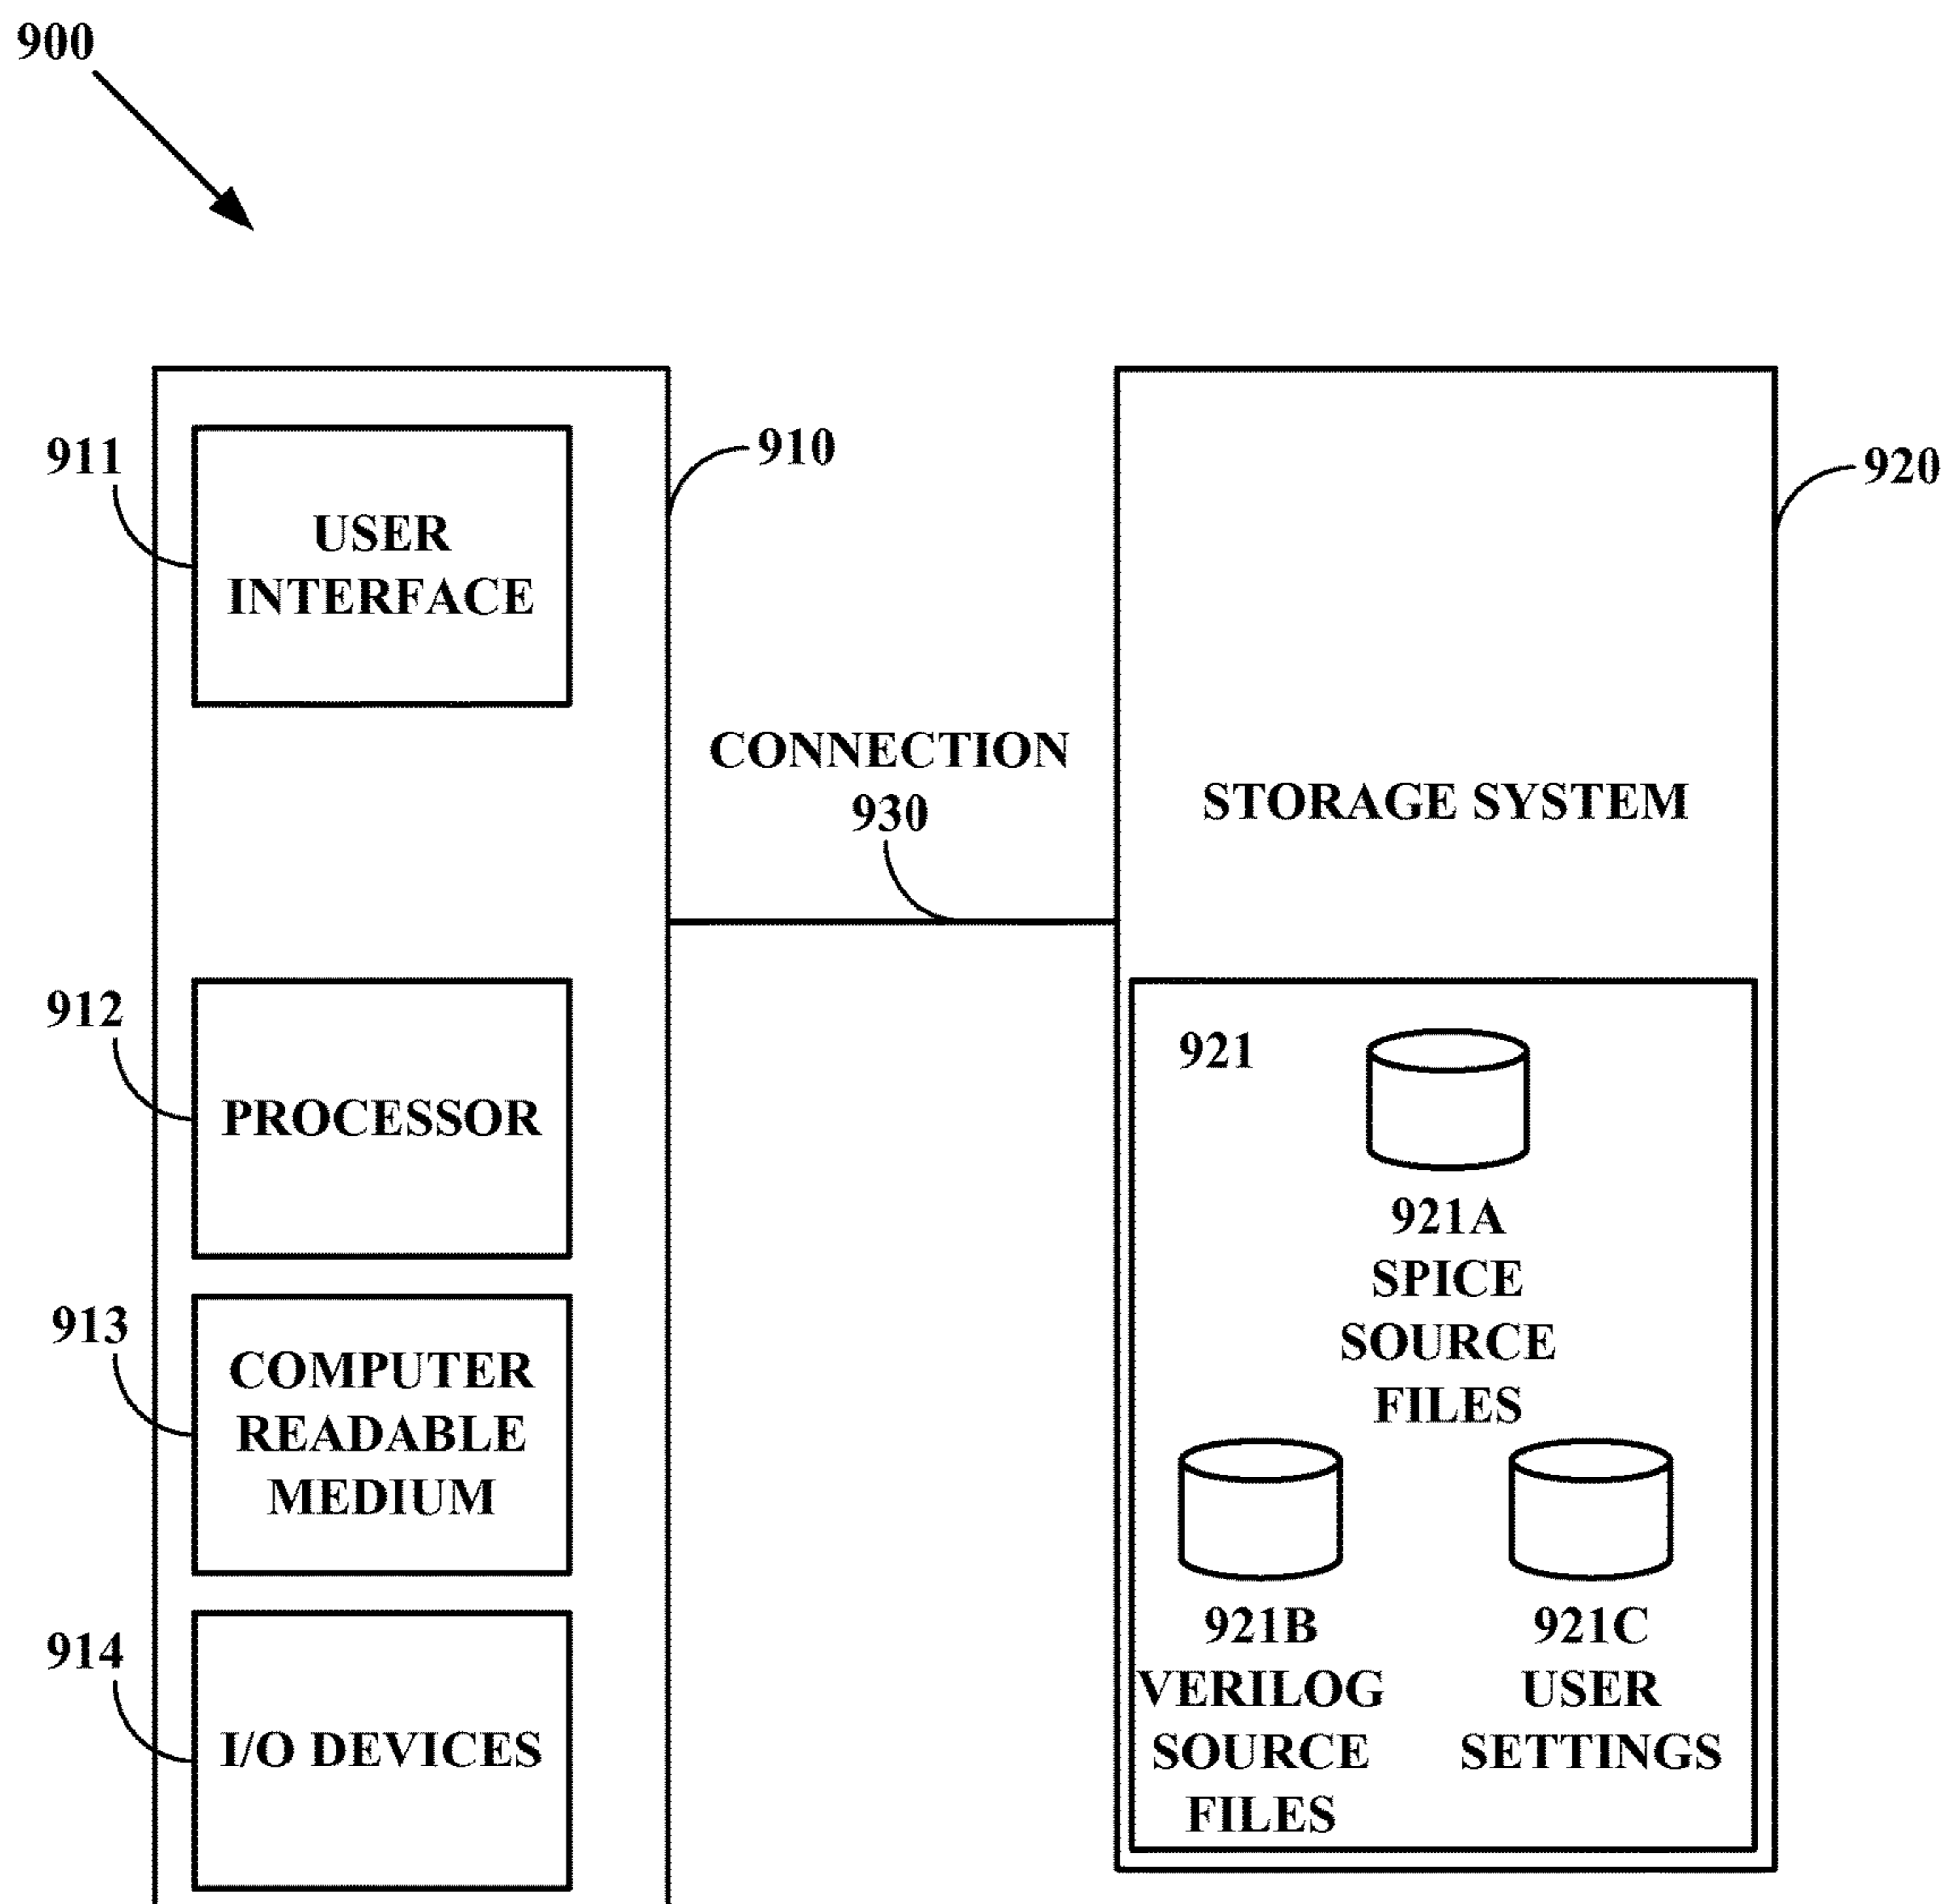 900
911
USER
INTERFACE
910
920
CONNECTION
930
STORAGE SYSTEM
912
PROCESSOR
913
COMPUTER
READABLE
MEDIUM
914
I/O DEVICES
921
921A
SPICE
SOURCE
FILES
921B
VERILOG
SOURCE
FILES
921C
USER
SETTINGS